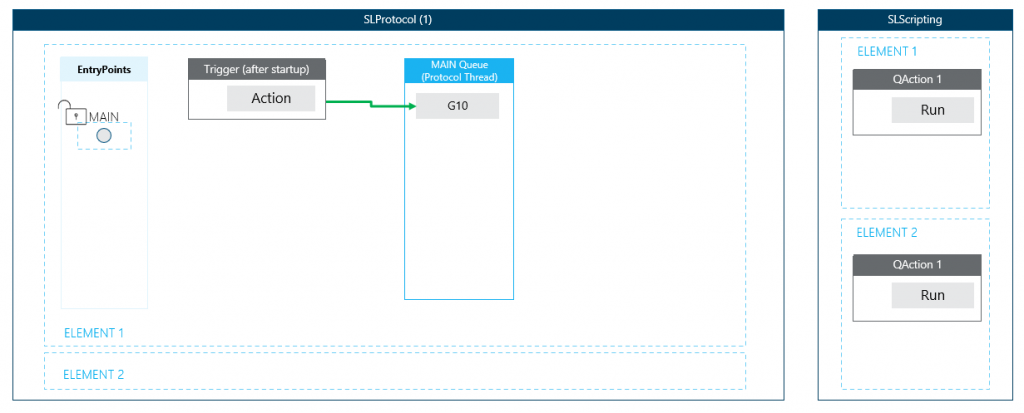 SLProtocol (1)
EntryPoints
MAIN
Trigger (after startup)
Action
MAIN Queue
(Protocol Thread)
G10
ELEMENT 1
ELEMENT 2
SLScripting
ELEMENT 1
QAction 1
Run
ELEMENT 2
QAction 1
Run